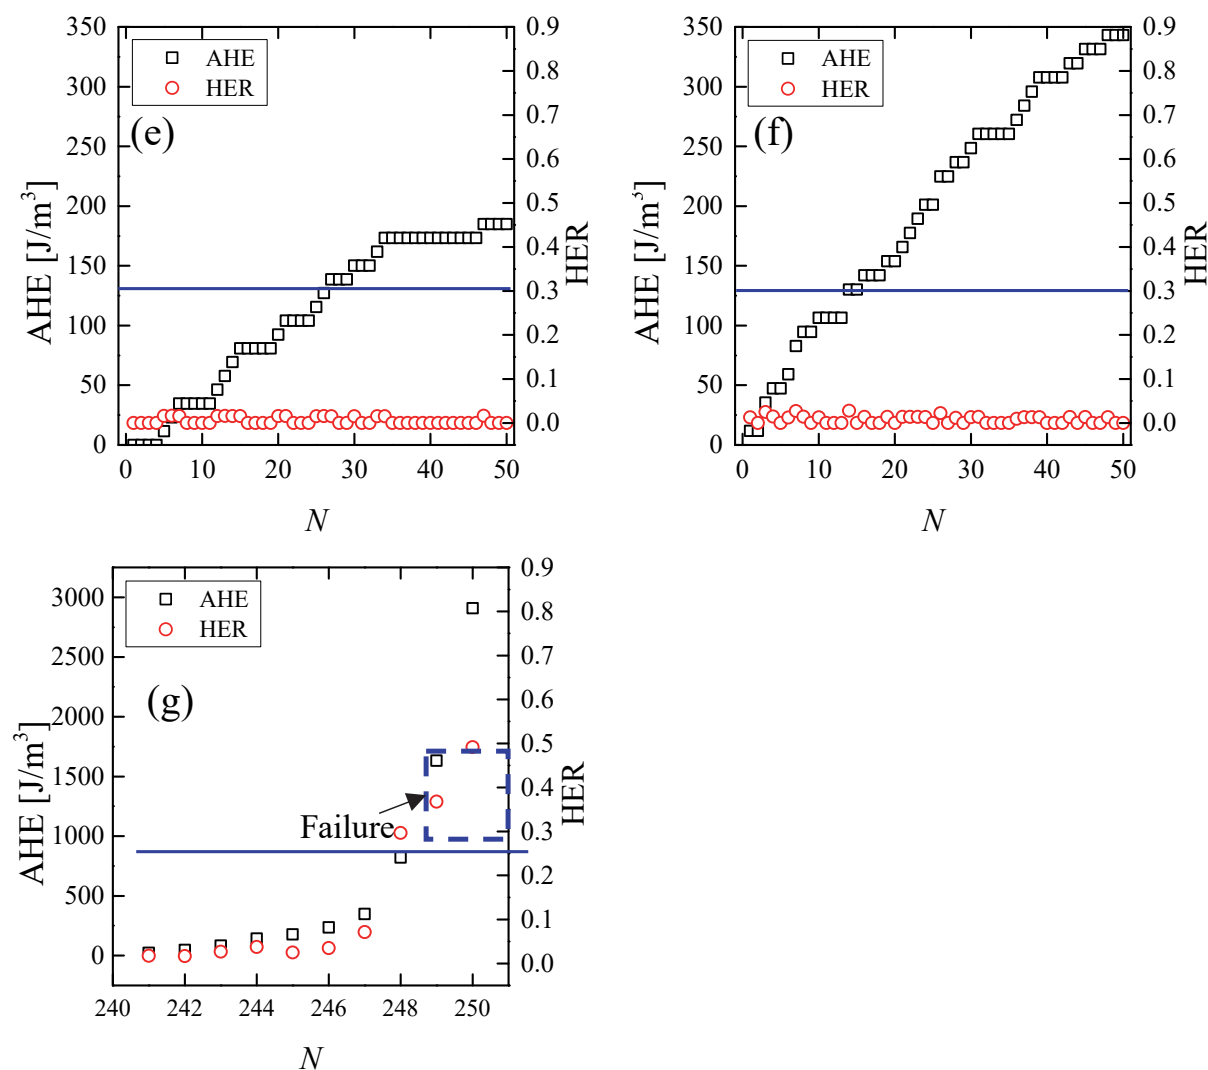 AHE
HER
(e)
AHE [J/m³]
350
300
250
200
150
100
50
0
0.9
0.8
0.7
0.6
0.5
0.4
0.3
0.2
0.1
0.0
HER
0 10 20 30 40 50
N
AHE
HER
(f)
AHE [J/m³]
350
300
250
200
150
100
50
0
0.9
0.8
0.7
0.6
0.5
0.4
0.3
0.2
0.1
0.0
HER
0 10 20 30 40 50
N
AHE
HER
(g)
Failure
AHE [J/m³]
3000
2500
2000
1500
1000
500
0
0.9
0.8
0.7
0.6
0.5
0.4
0.3
0.2
0.1
0.0
HER
240 242 244 246 248 250
N